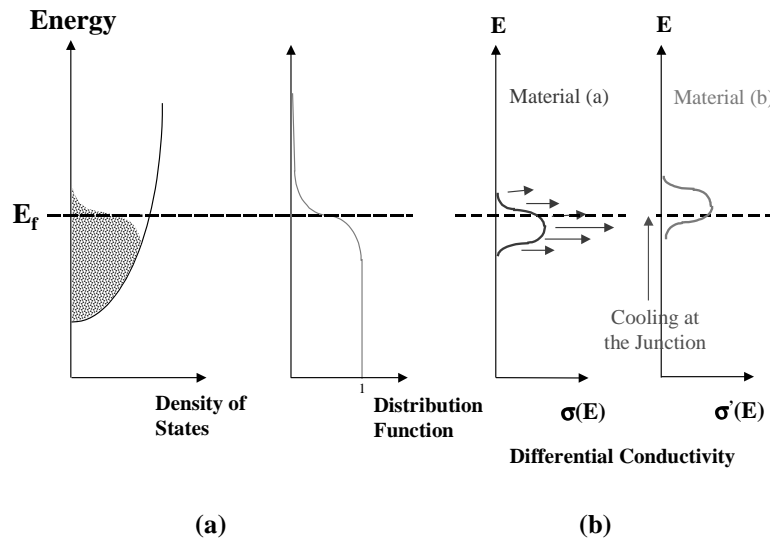 Energy
E_f
Density of
States
1
Distribution
Function
(a)
E
E
Material (a)
Material (b)
Cooling at
the Junction
σ(E)
σ'(E)
Differential Conductivity
(b)